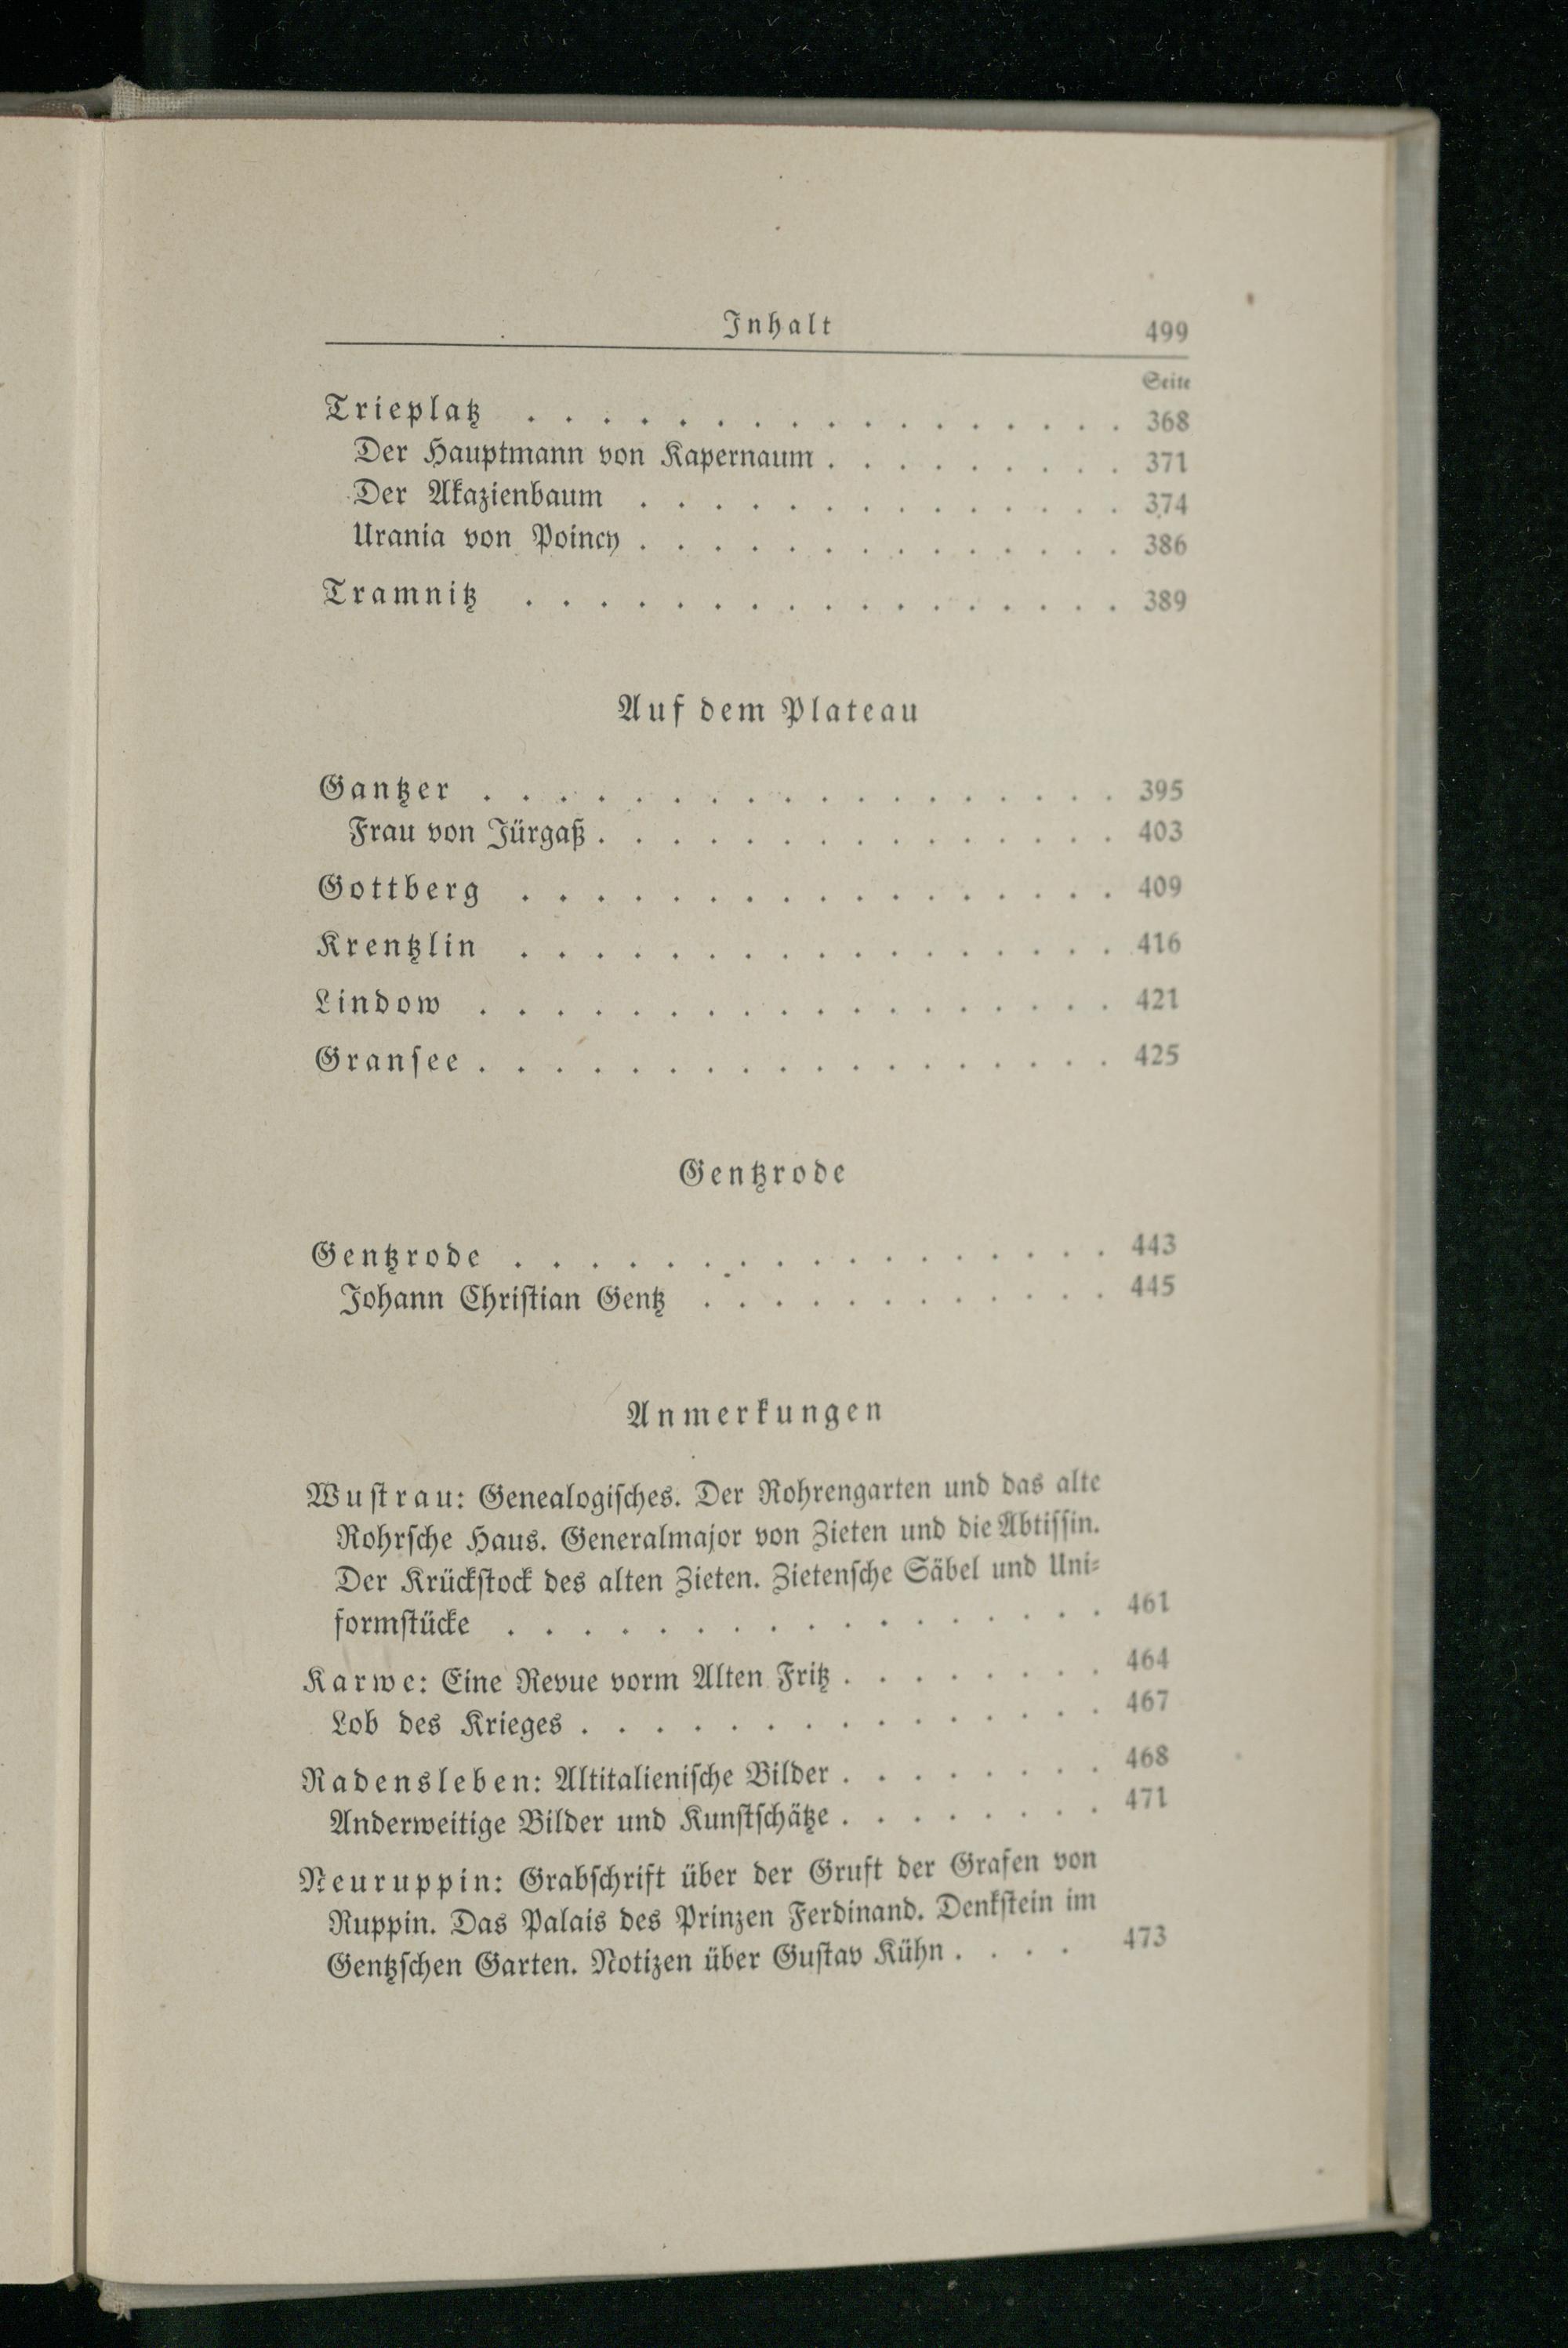 Inhalt 499
Seite
Trieplatz . . . . . . . . . . . . . . . . 368
Der Hauptmann von Kapernaum . . . . . . . . . 371
Der Akazienbaum . . . . . . . . . . . . . 374
Urania von Poincy . . . . . . . . . . . . . 386
Tramnitz . . . . . . . . . . . . . . . . 389
Auf dem Plateau
Gantzer . . . . . . . . . . . . . . . . . 395
Frau von Jürgaß . . . . . . . . . . . . . . 403
Gottberg . . . . . . . . . . . . . . . . 409
Krentzlin . . . . . . . . . . . . . . . . 416
Lindow . . . . . . . . . . . . . . . . . 421
Gransee . . . . . . . . . . . . . . . . . 425
Gentzrode
Gentzrode . . . . . . . . . . . . . . . . 443
Johann Christian Gentz . . . . . . . . . . . . 445
Anmerkungen
Wustrau: Genealogisches. Der Rohrengarten und das alte
Rohrsche Haus. Generalmajor von Zieten und die Äbtissin.
Der Krückstock des alten Zieten. Zietensche Säbel und Uni-
formstücke . . . . . . . . . . . . . . . . 461
Karwe: Eine Revue vorm Alten Fritz . . . . . . . . 464
Lob des Krieges . . . . . . . . . . . . . . . 467
Radensleben: Altitalienische Bilder . . . . . . . . 468
Anderweitige Bilder und Kunstschätze . . . . . . . . 471
Neuruppin: Grabschrift über der Gruft der Grafen von
Ruppin. Das Palais des Prinzen Ferdinand. Denkstein im
Gentzschen Garten. Notizen über Gustav Kühn . . . . 473